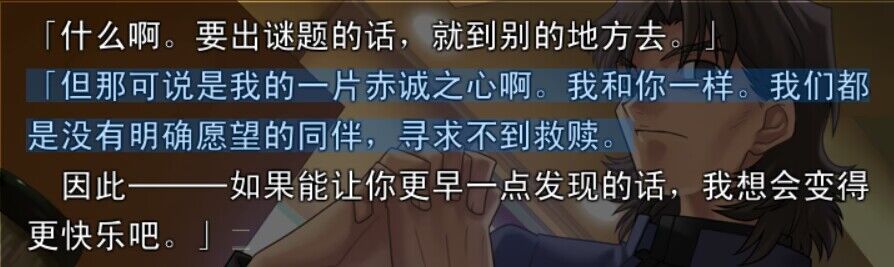 「什么啊。要出谜题的话，就到别的地方去。」
「但那可说是我的一片赤诚之心啊。我和你一样。我们都
是没有明确愿望的同伴，寻求不到救赎。
因此———如果能让你更早一点发现的话，我想会变得
更快乐吧。」